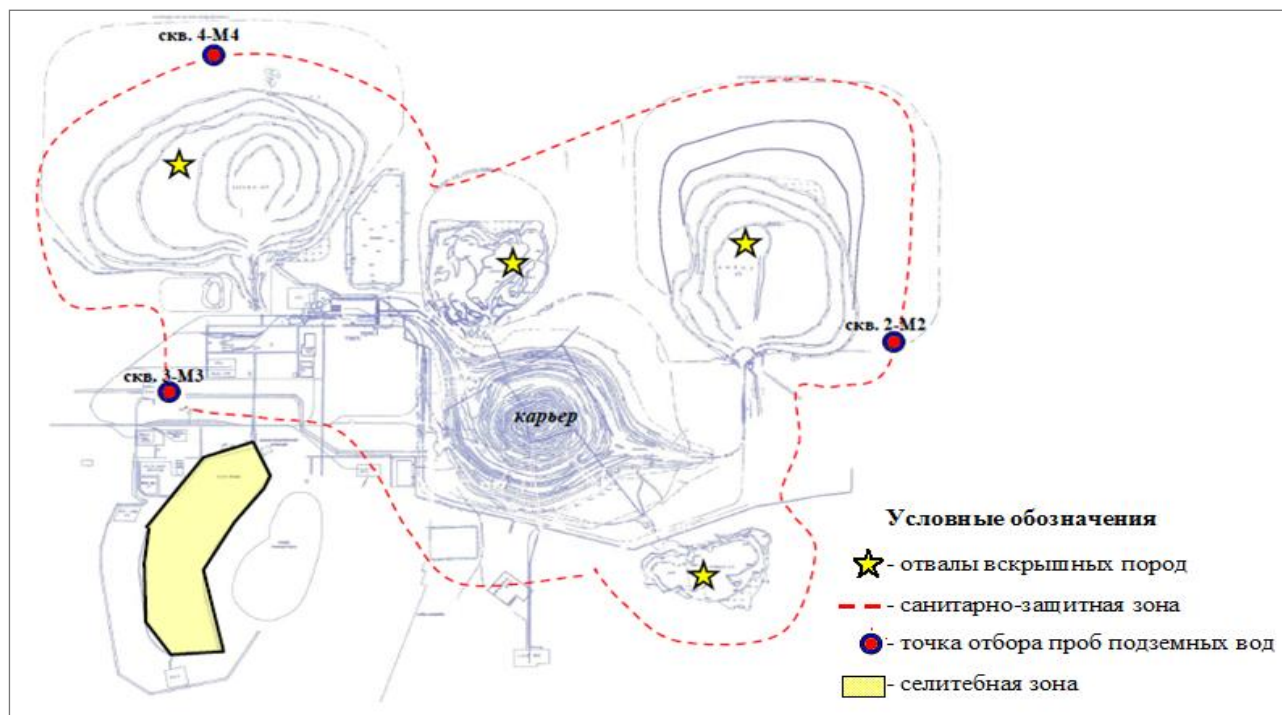 скв. 4-М4
скв. 2-М2
скв. 3-М3
карьер
Условные обозначения
- отвалы вскрышных пород
- санитарно-защитная зона
- точка отбора проб подземных вод
- селитебная зона